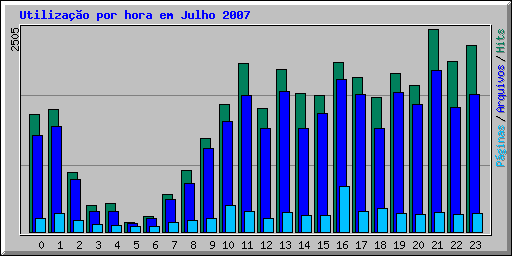 Utilização por hora em Julho 2007
2505
Páginas / Arquivos / Hits
0 1 2 3 4 5 6 7 8 9 10 11 12 13 14 15 16 17 18 19 20 21 22 23